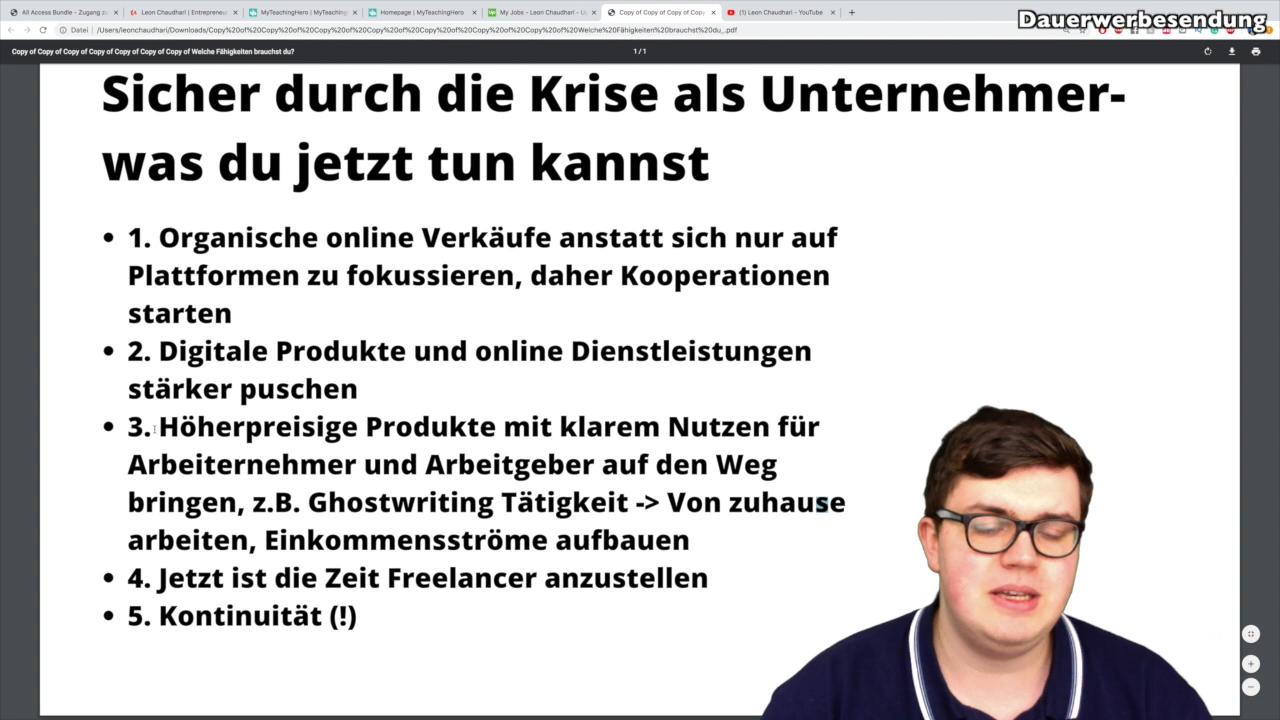 All Access Bundle - Zugang z
Leon Chaudhari | Entrepreneu
MyTeachingHero | MyTeaching
Homepage | MyTeachingHero
My Jobs - Leon Chaudhari - U
Copy of Copy of Copy of Copy
(1) Leon Chaudhari - YouTube
Dauerwerbesendung
Datei | /Users/leonchaudhari/Downloads/Copy%20of%20Copy%20of%20Copy%20of%20Copy%20of%20Copy%20of%20Copy%20of%20Copy%20of%20Welche%20Fähigkeiten%20brauchst%20du_.pdf
Copy of Copy of Copy of Copy of Copy of Copy of Copy of Welche Fähigkeiten brauchst du?
1 / 1
Sicher durch die Krise als Unternehmer-
was du jetzt tun kannst
• 1. Organische online Verkäufe anstatt sich nur auf
Plattformen zu fokussieren, daher Kooperationen
starten
• 2. Digitale Produkte und online Dienstleistungen
stärker puschen
• 3. Höherpreisige Produkte mit klarem Nutzen für
Arbeiternehmer und Arbeitgeber auf den Weg
bringen, z.B. Ghostwriting Tätigkeit -> Von zuhause
arbeiten, Einkommensströme aufbauen
• 4. Jetzt ist die Zeit Freelancer anzustellen
• 5. Kontinuität (!)